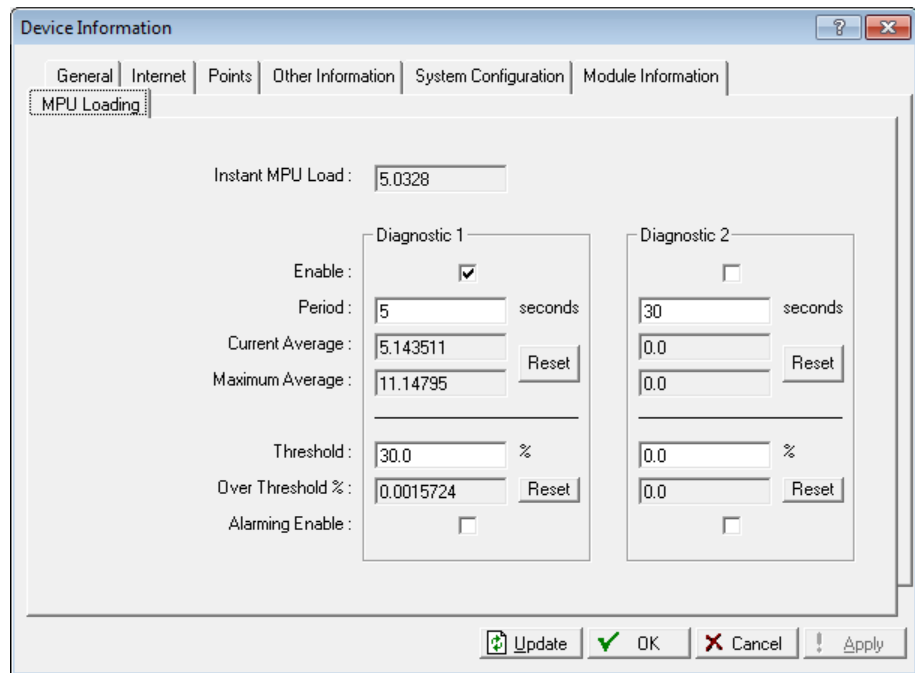 Device Information
General Internet Points Other Information System Configuration Module Information
MPU Loading
Instant MPU Load : 5.0328
Diagnostic 1 Diagnostic 2
Enable :
Period : 5 seconds 30 seconds
Current Average : 5.143511 0.0
Reset Reset
Maximum Average : 11.14795 0.0
Threshold : 30.0 % 0.0 %
Over Threshold % : 0.0015724 Reset 0.0 Reset
Alarming Enable :
Update OK Cancel Apply